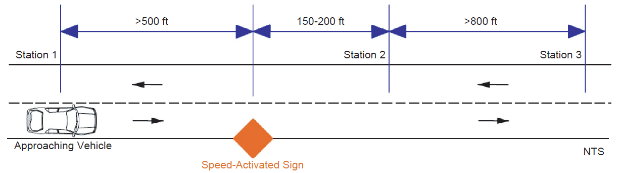 >500 ft
150-200 ft
>800 ft
Station 1
Station 2
Station 3
Approaching Vehicle
NTS
Speed-Activated Sign